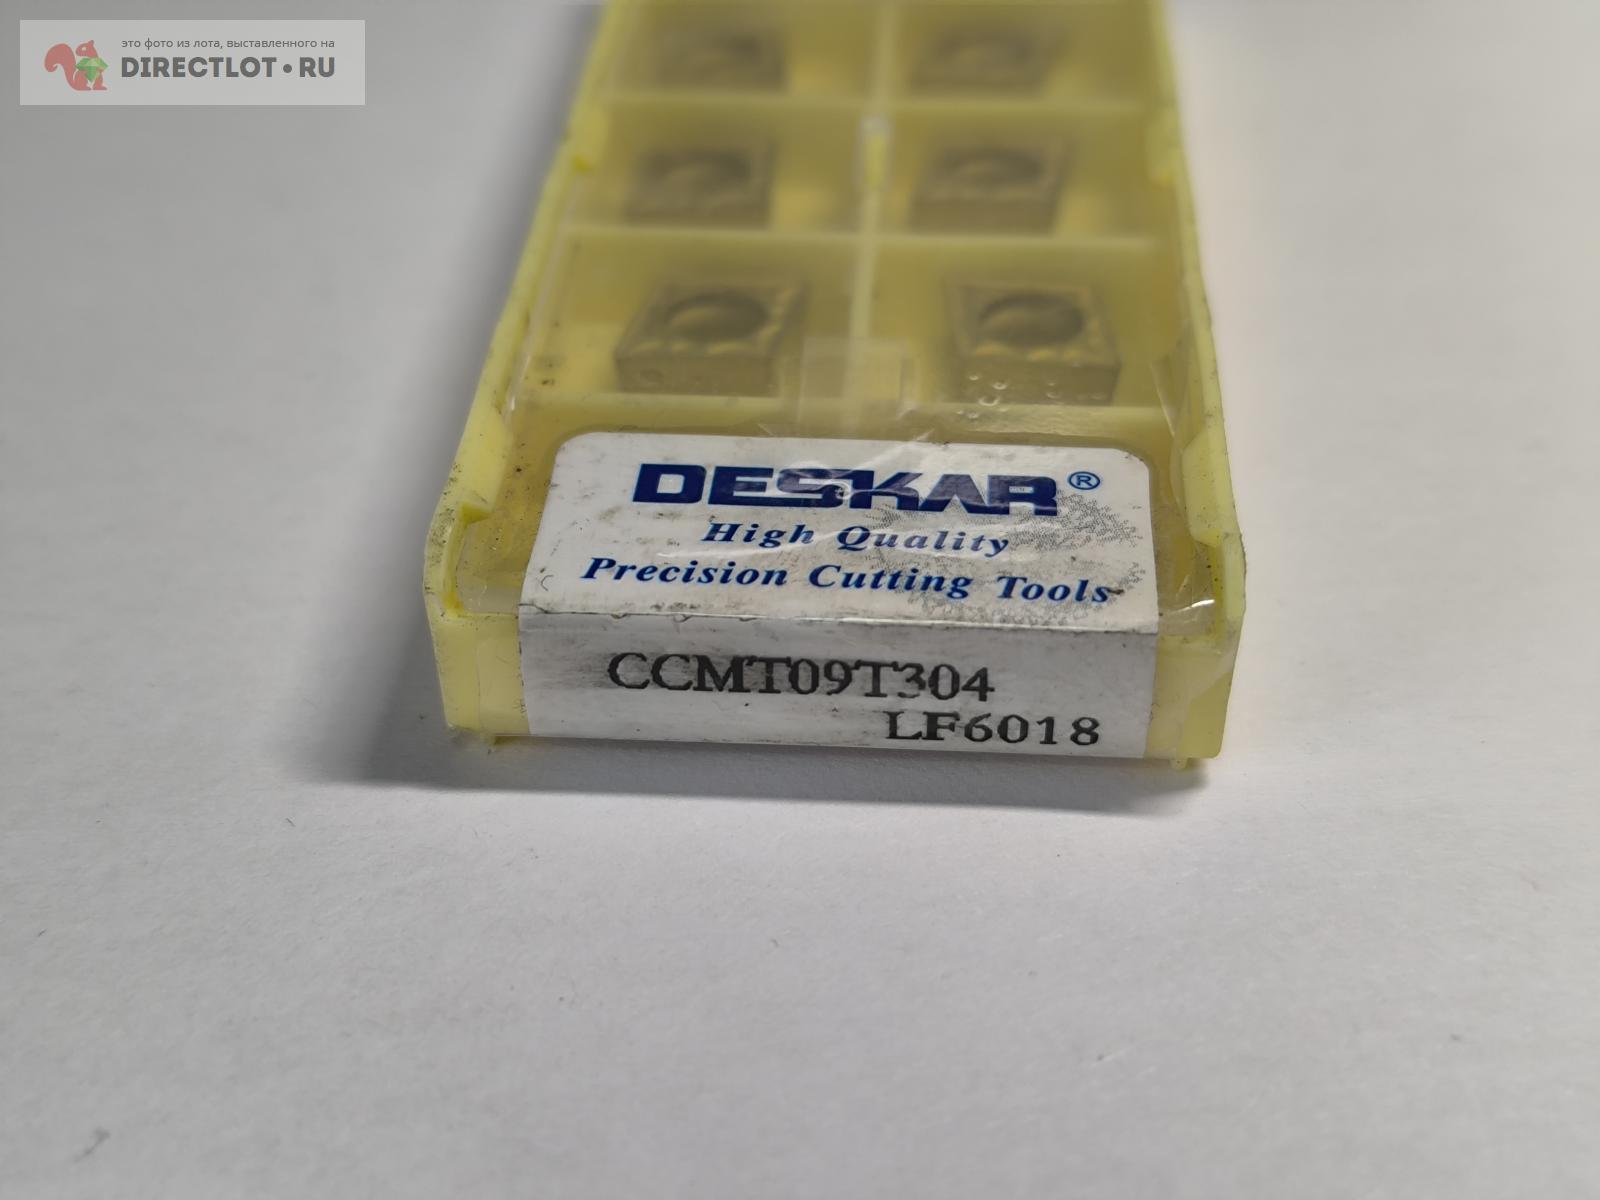 это фото из лота, выставленного на
DIRECTLOT•RU
DESKAR®
High Quality
Precision Cutting Tools
CCMT09T304
LF6018